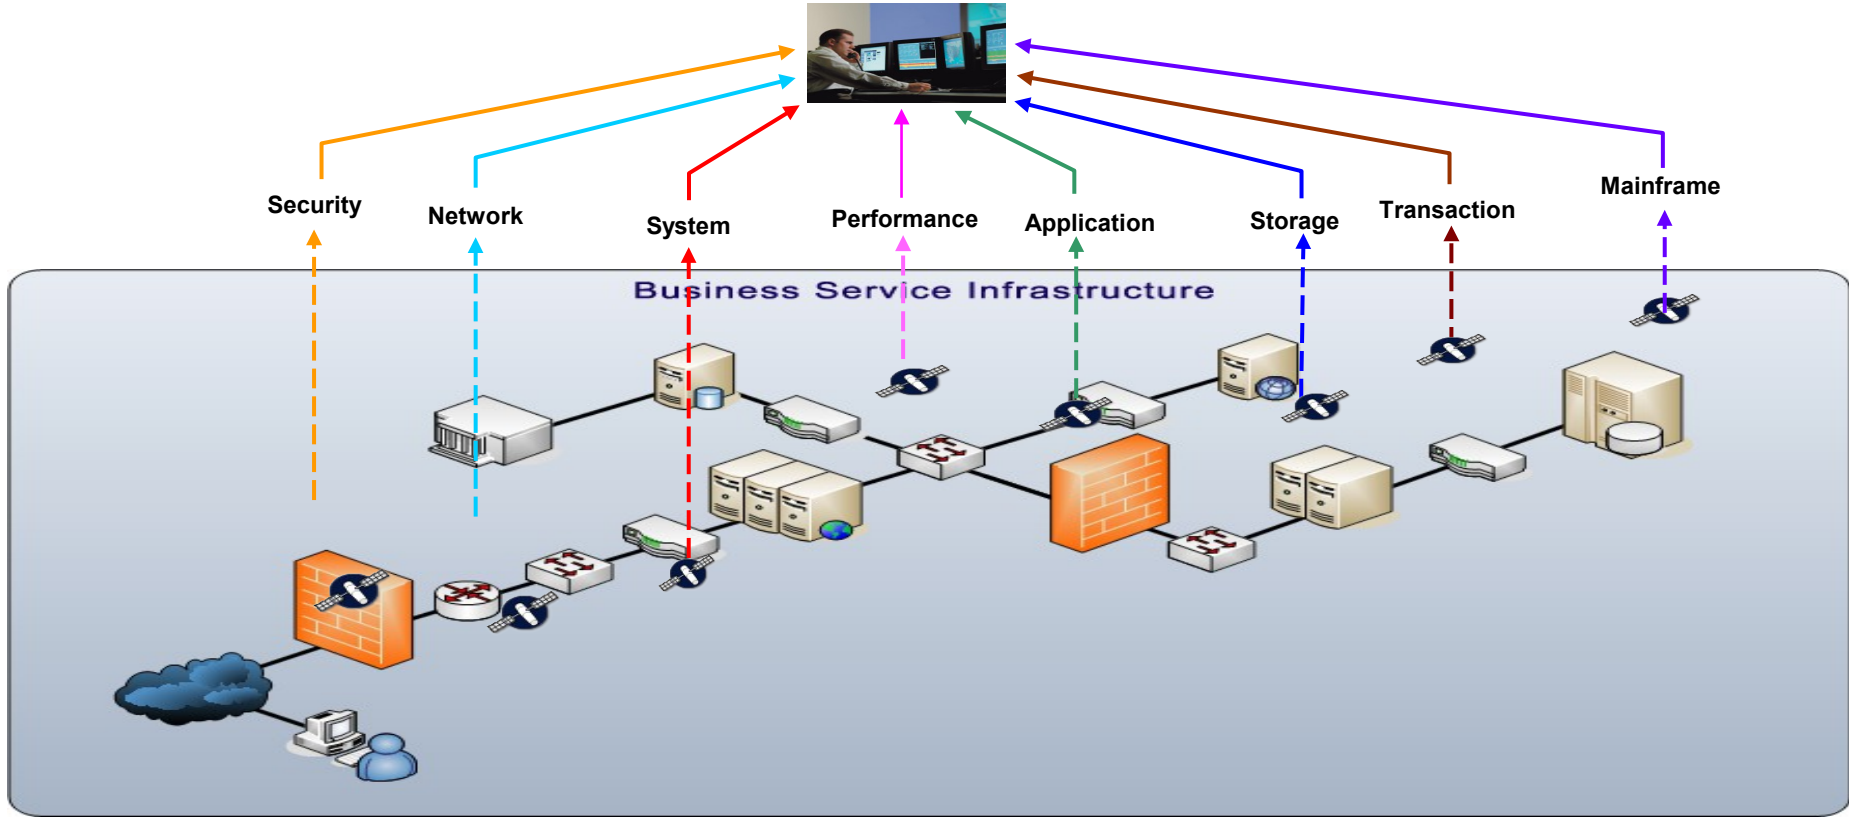 Security
Network
System
Performance
Application
Storage
Transaction
Mainframe
Business Service Infrastructure